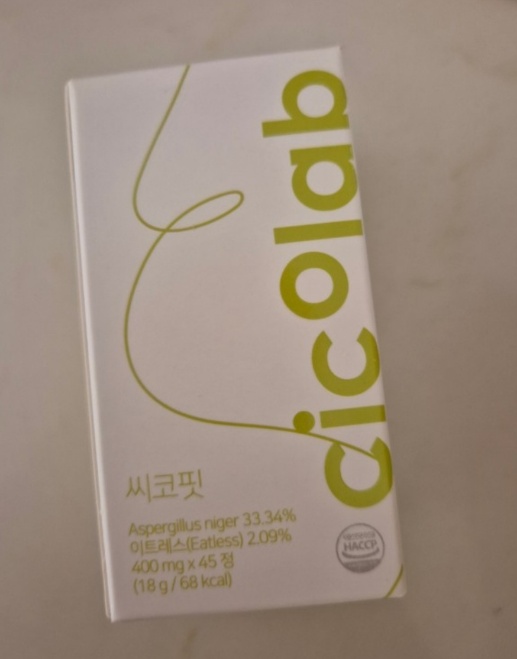 cicolab
씨코핏
Aspergillus niger 33.34%
이트레스(Eatless) 2.09%
400 mg x 45 정
(18 g / 68 kcal)
HACCP